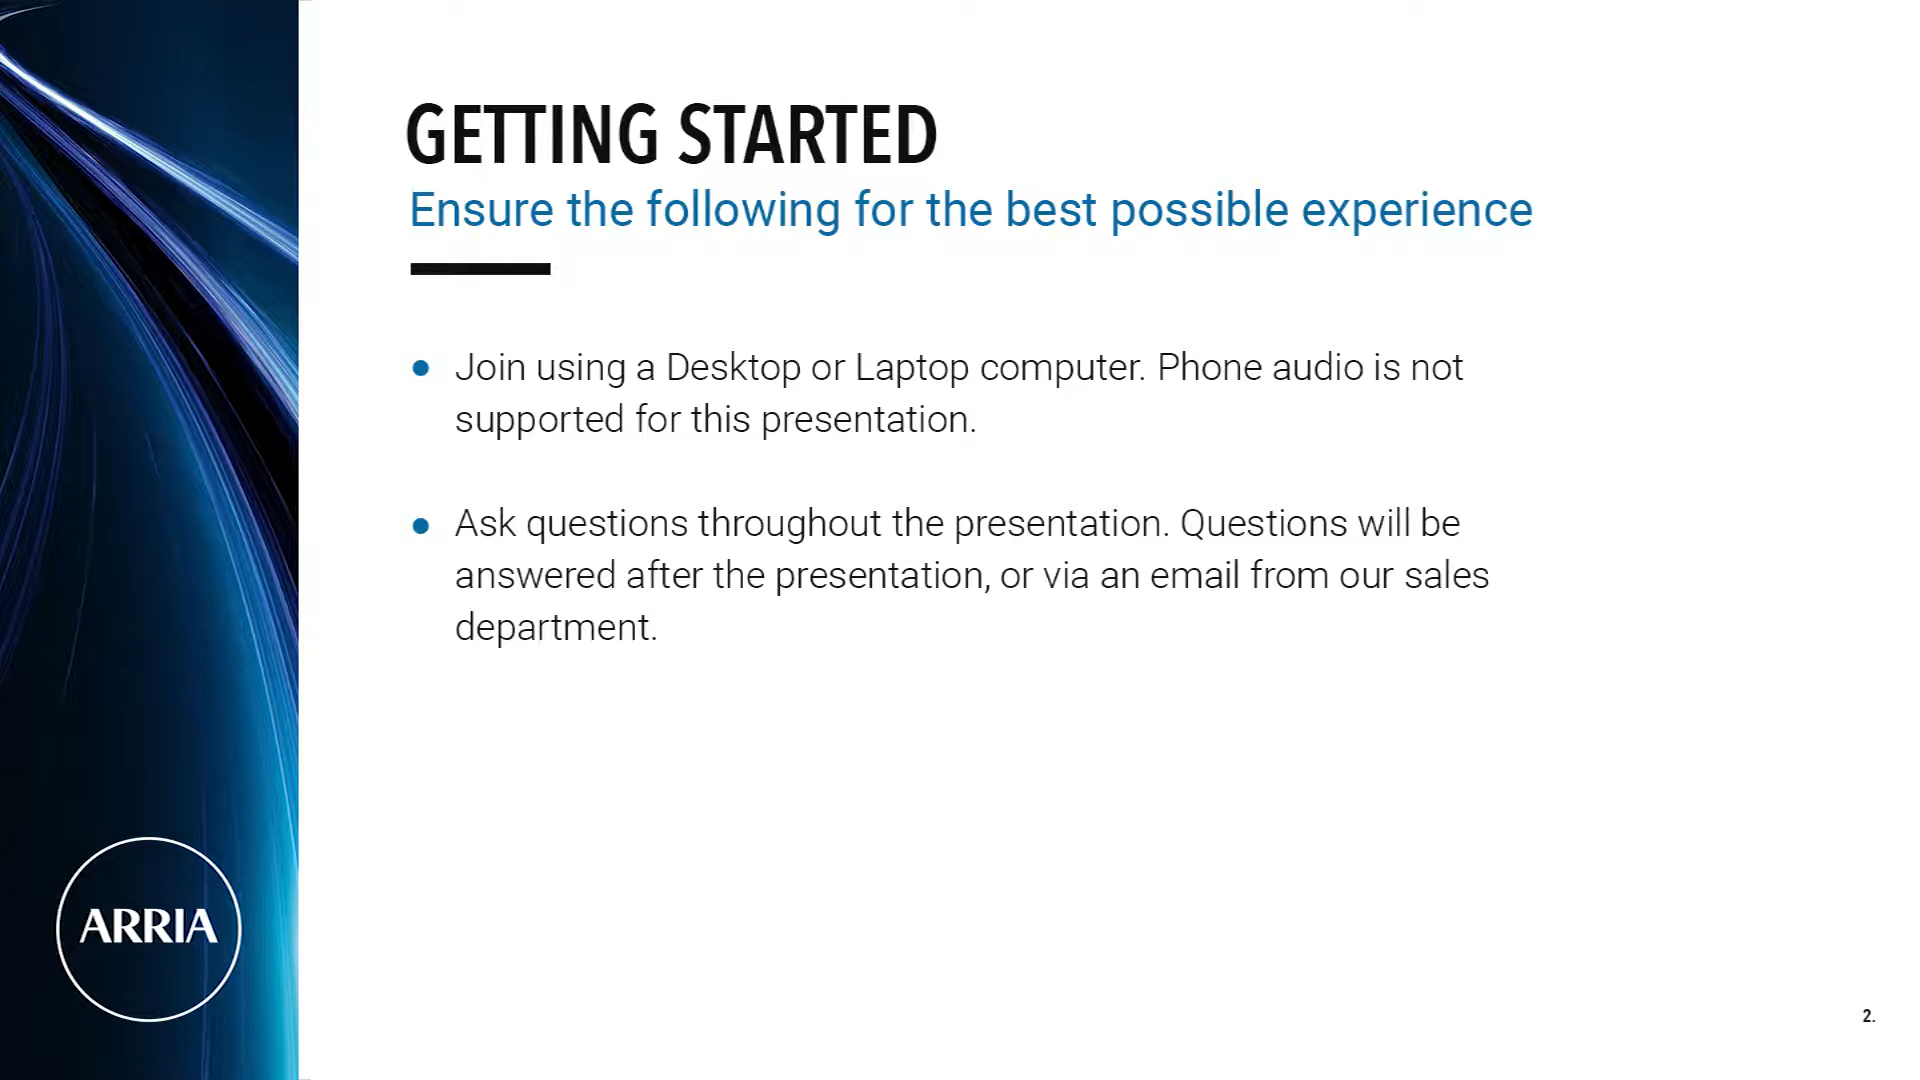 GETTING STARTED
Ensure the following for the best possible experience
● Join using a Desktop or Laptop computer. Phone audio is not
supported for this presentation.
● Ask questions throughout the presentation. Questions will be
answered after the presentation, or via an email from our sales
department.
ARRIA
2.